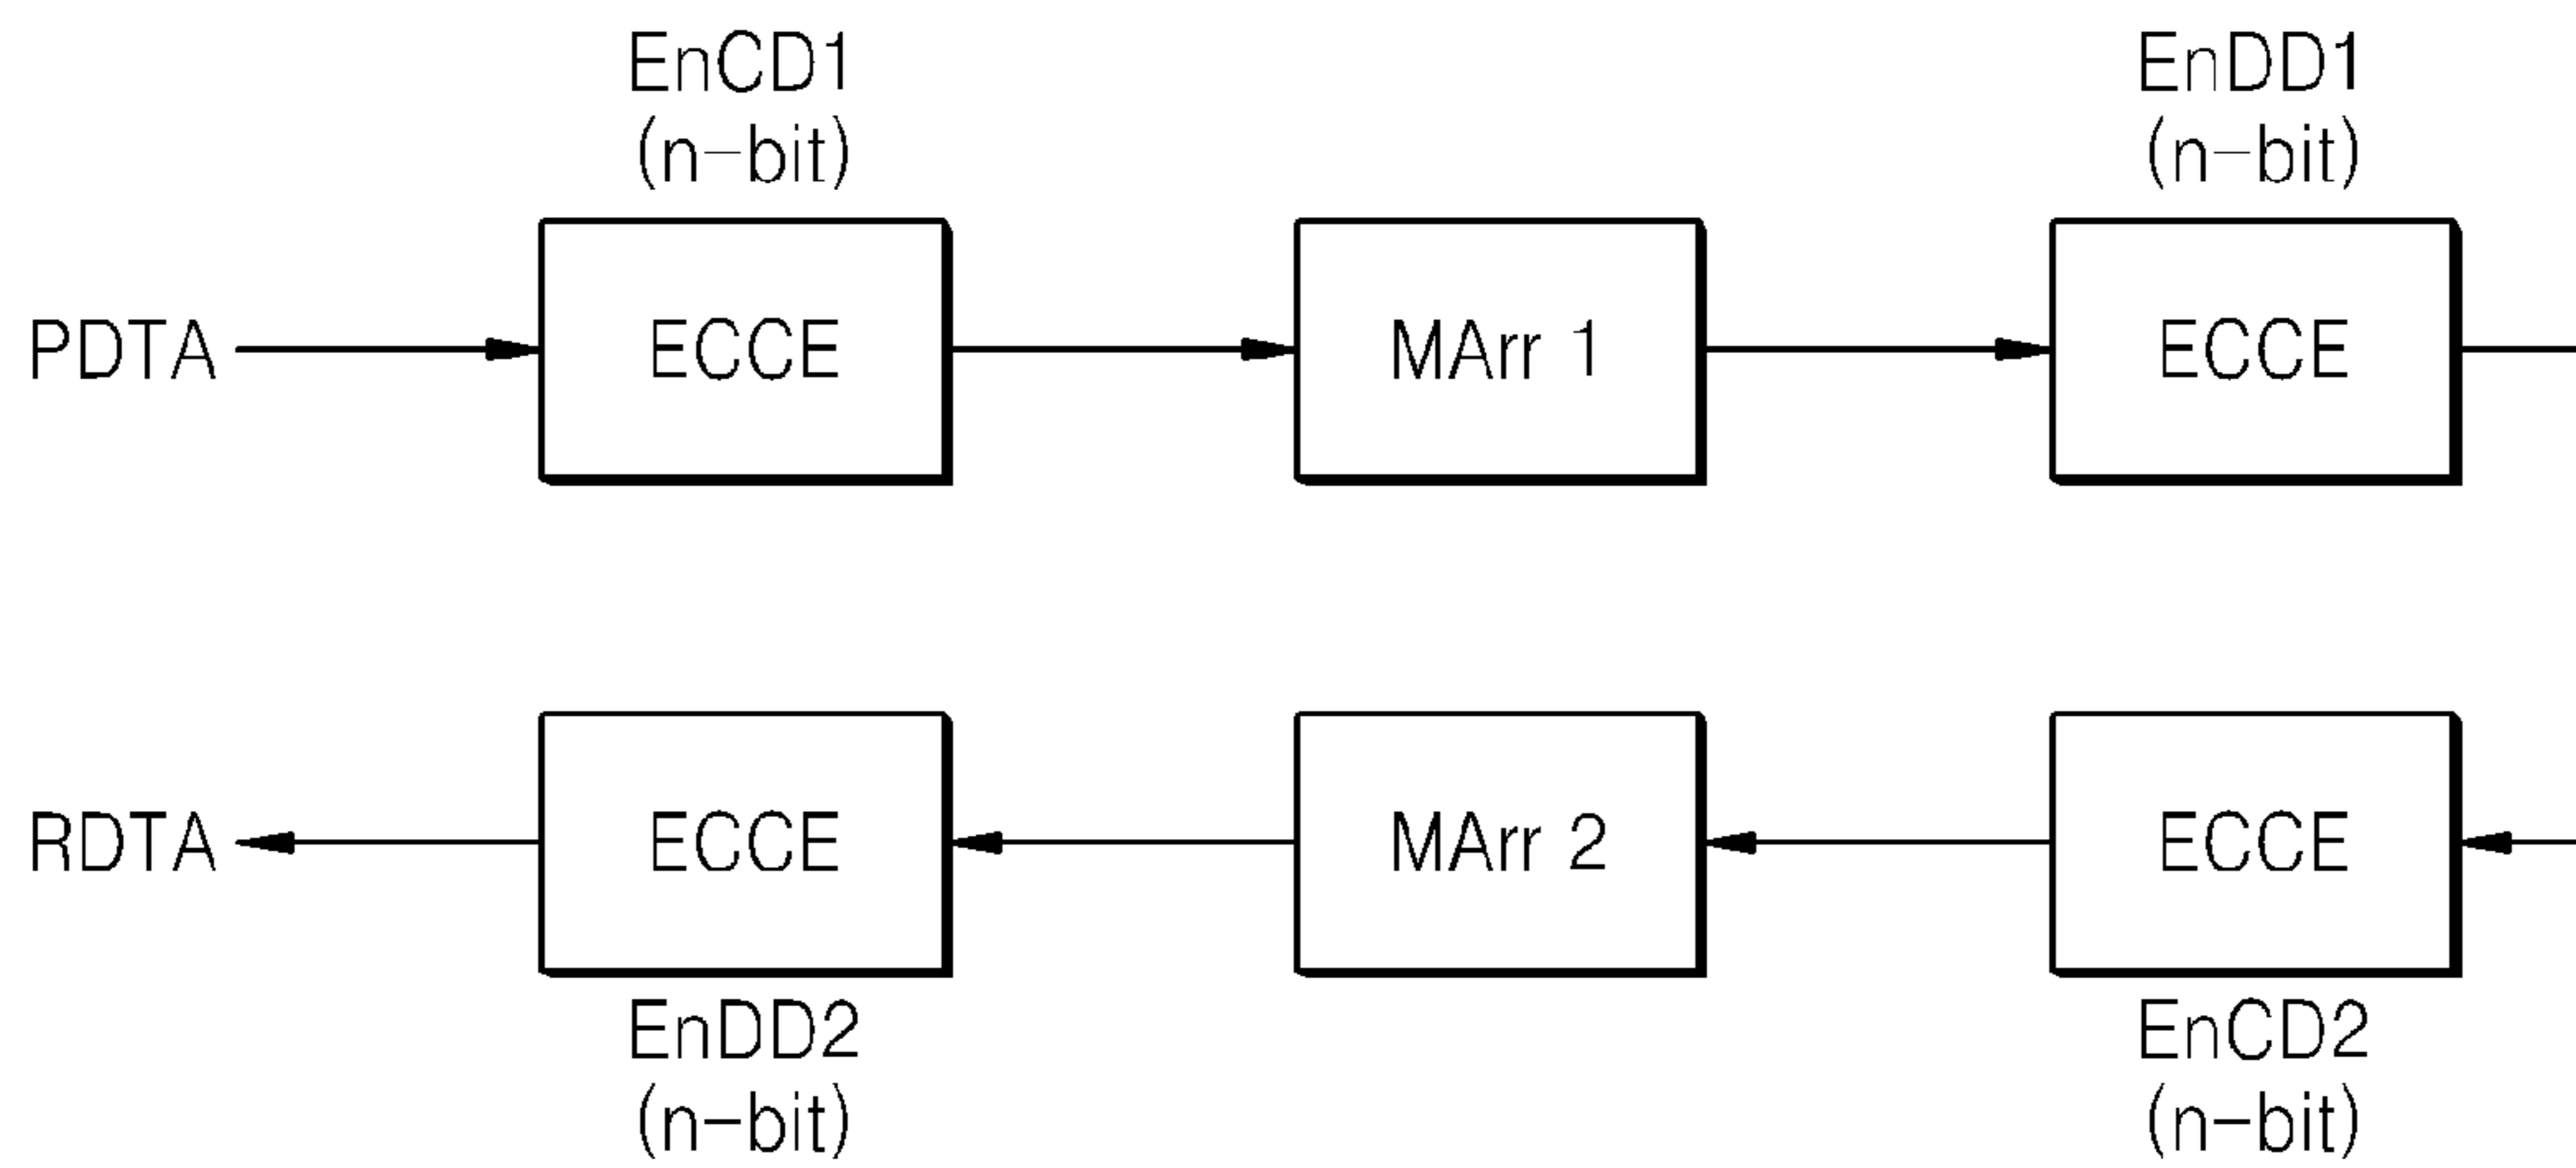 EnCD1
(n-bit)
EnDD1
(n-bit)
PDTA
ECCE
MArr 1
ECCE
RDTA
ECCE
MArr 2
ECCE
EnDD2
(n-bit)
EnCD2
(n-bit)